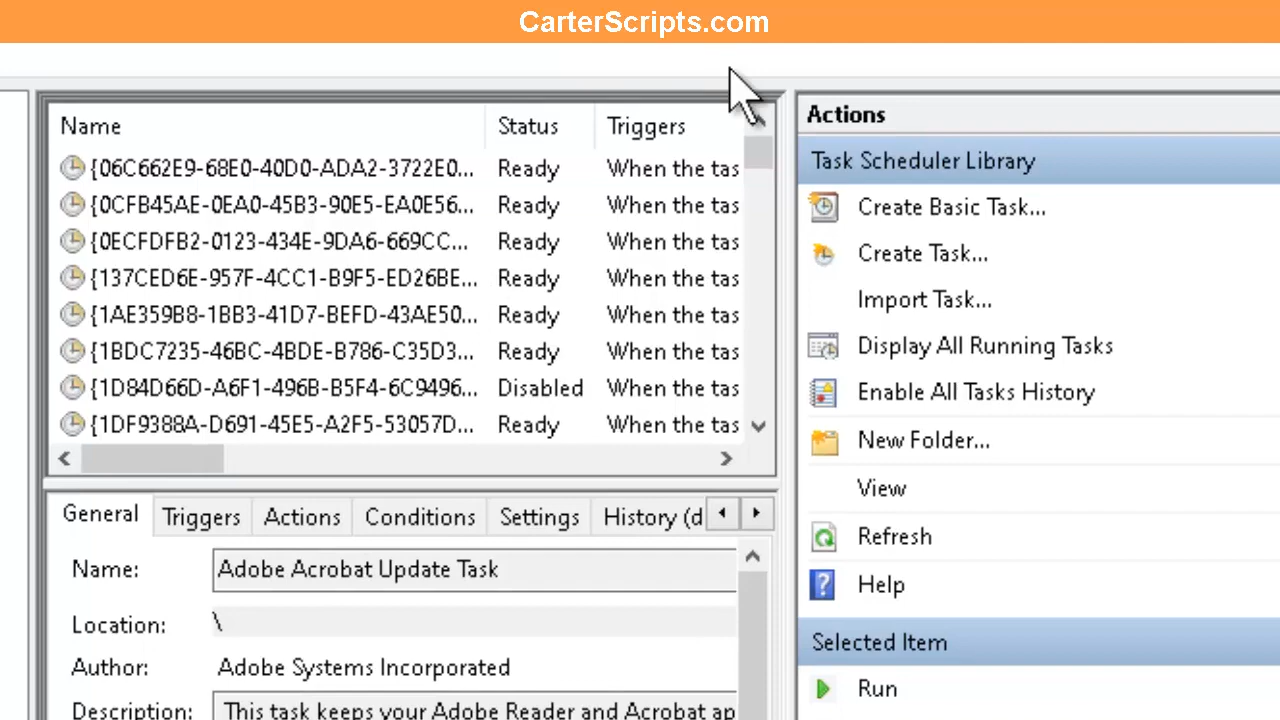 CarterScripts.com
Name Status Triggers
{06C662E9-68E0-40D0-ADA2-3722E0... Ready When the tas
{0CFB45AE-0EA0-45B3-90E5-EA0E56... Ready When the tas
{0ECFDFB2-0123-434E-9DA6-669CC... Ready When the tas
{137CED6E-957F-4CC1-B9F5-ED26BE... Ready When the tas
{1AE359B8-1BB3-41D7-BEFD-43AE50... Ready When the tas
{1BDC7235-46BC-4BDE-B786-C35D3... Ready When the tas
{1D84D66D-A6F1-496B-B5F4-6C9496... Disabled When the tas
{1DF9388A-D691-45E5-A2F5-53057D... Ready When the tas
General Triggers Actions Conditions Settings History (d
Name: Adobe Acrobat Update Task
Location: \
Author: Adobe Systems Incorporated
Description: This task keeps your Adobe Reader and Acrobat ap
Actions
Task Scheduler Library
Create Basic Task...
Create Task...
Import Task...
Display All Running Tasks
Enable All Tasks History
New Folder...
View
Refresh
Help
Selected Item
Run